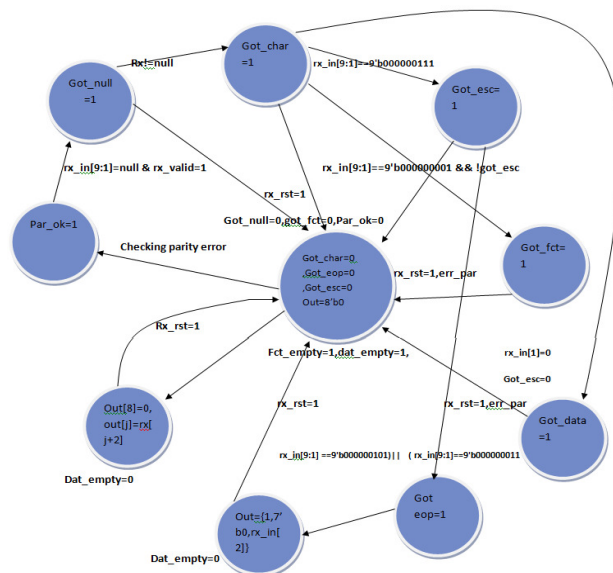 Got_char
=1
Rx!=null
rx_in[9:1]==9'b000000111
Got_null
=1
Got_esc=
1
rx_in[9:1]=null & rx_valid=1
rx_in[9:1]==9'b000000001 && !got_esc
rx_rst=1
Got_null=0,got_fct=0,Par_ok=0
Par_ok=1
Checking parity error
Got_char=0
,Got_eop=0
,Got_esc=0
Out=8'b0
Got_fct=
1
rx_rst=1,err_par
Rx_rst=1
Fct_empty=1,dat_empty=1,
rx_in[1]=0
Got_esc=0
Out[8]=0,
out[j]=rx[
j+2]
rx_rst=1
rx_rst=1,err_par
Got_data
=1
Dat_empty=0
rx_in[9:1] ==9'b000000101)|| ( rx_in[9:1]==9'b000000011
Out={1,7'
b0,rx_in[
2]}
Got
eop=1
Dat_empty=0